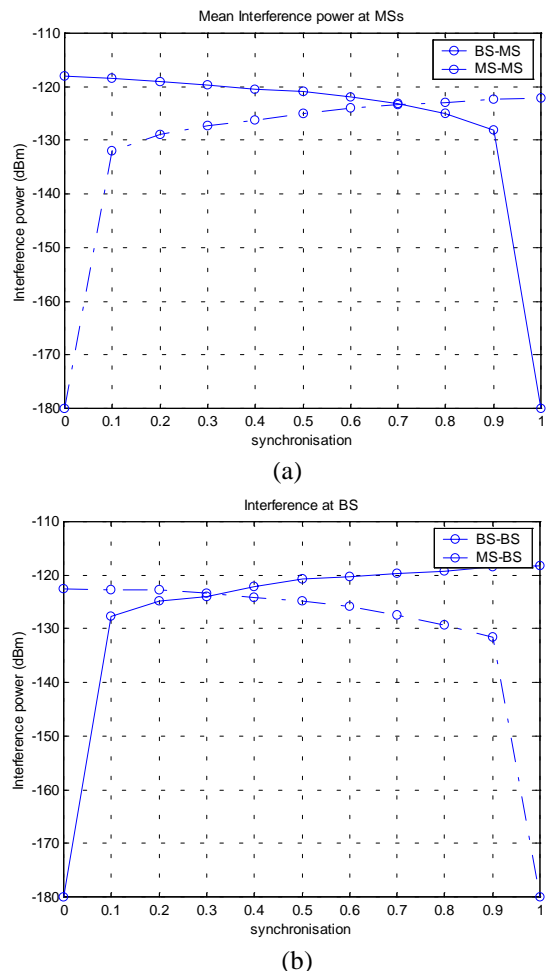 Mean Interference power at MSs
-110
BS-MS
MS-MS
-120
-130
-140
-150
-160
-170
-180
Interference power (dBm)
0 0.1 0.2 0.3 0.4 0.5 0.6 0.7 0.8 0.9 1
synchronisation
(a)
Interference at BS
-110
BS-BS
MS-BS
-120
-130
-140
-150
-160
-170
-180
Interference power (dBm)
0 0.1 0.2 0.3 0.4 0.5 0.6 0.7 0.8 0.9 1
synchronisation
(b)